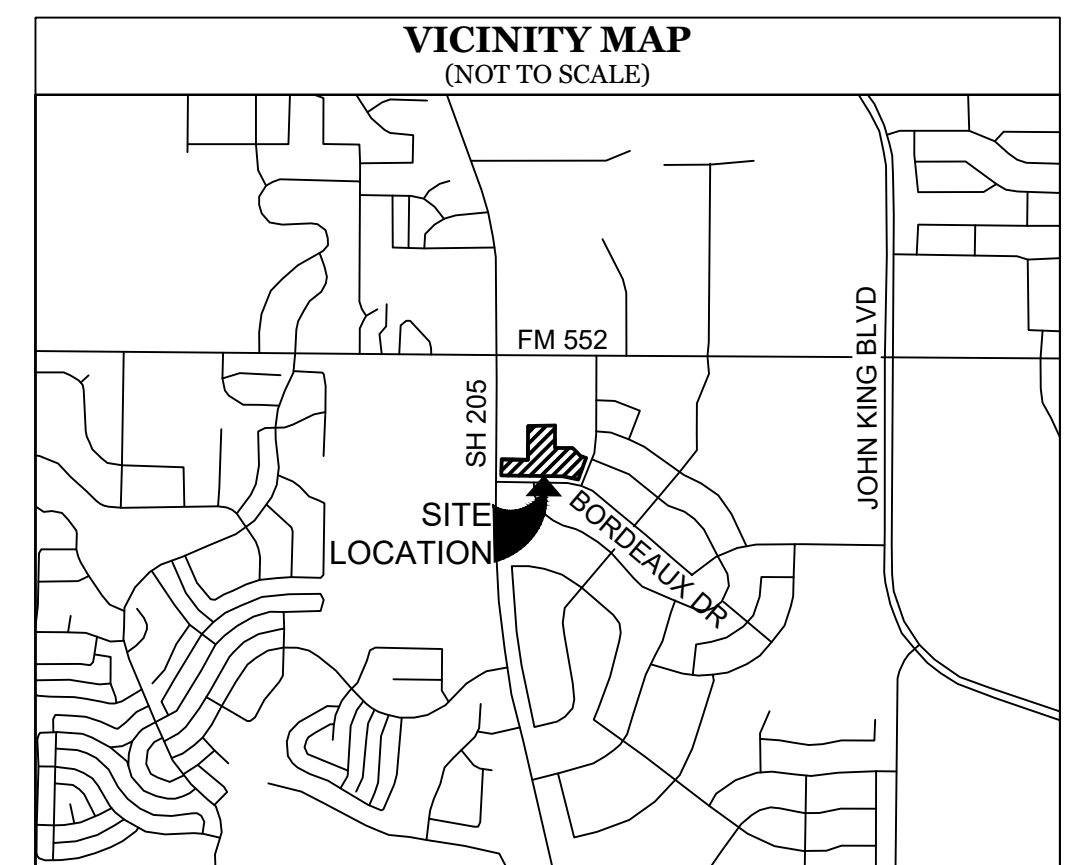 VICINITY MAP
(NOT TO SCALE)
FM 552
JOHN KING BLVD
SH 205
SITE
LOCATION
BORDEAUX DR